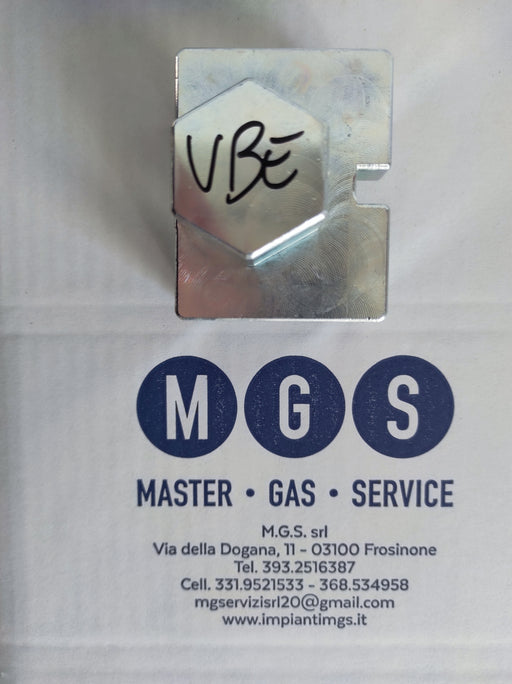 VBE
MGS
MASTER • GAS • SERVICE
M.G.S. srl
Via della Dogana, 11 - 03100 Frosinone
Tel. 393.2516387
Cell. 331.9521533 - 368.534958
mgservizisrl20@gmail.com
www.impiantimgs.it